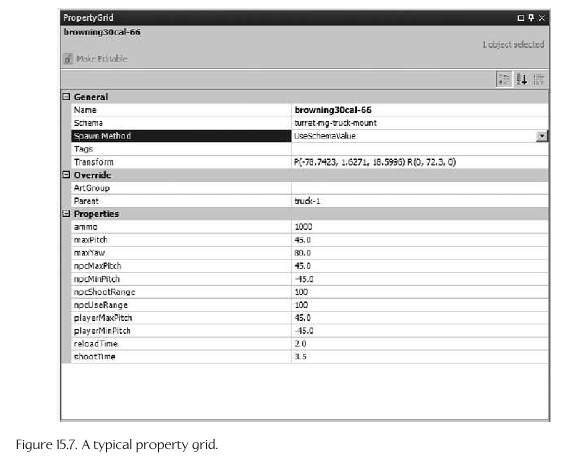 PropertyGrid
browning30cal-66
1 object selected
Make Editable
General
Name browning30cal-66
Schema turret-mg-truck-mount
Spawn Method UseSchemaValue
Tags
Transform P(-78.7423, 1.6271, 18.5996) R(0, 72.3, 0)
Override
ArtGroup
Parent truck-1
Properties
ammo 1000
maxPitch 45.0
maxYaw 80.0
npcMaxPitch 45.0
npcMinPitch -45.0
npcShootRange 100
npcUseRange 100
playerMaxPitch 45.0
playerMinPitch -45.0
reloadTime 2.0
shootTime 3.5
Figure 15.7. A typical property grid.